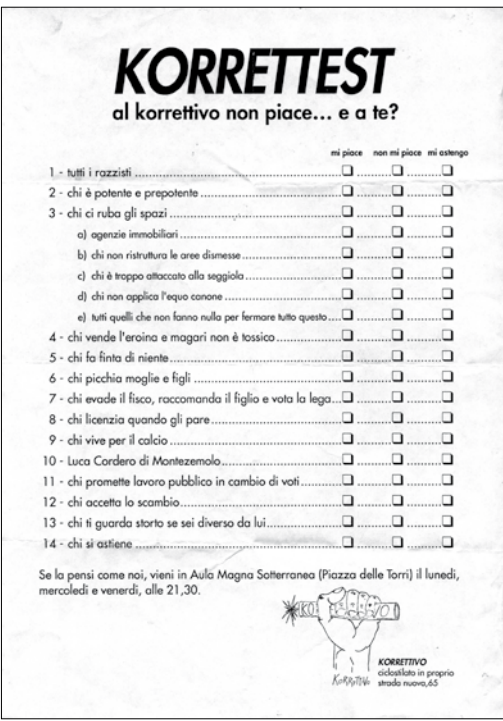 KORRETTEST
al korrettivo non piace... e a te?
mi piace non mi piace mi astengo
1 - tutti i razzisti
2 - chi è potente e prepotente
3 - chi ci ruba gli spazi
a) agenzie immobiliari
b) chi non ristruttura le aree dismesse
c) chi è troppo attaccato alla seggiola
d) chi non applica l'equo canone
e) tutti quelli che non fanno nulla per fermare tutto questo
4 - chi vende l'eroina e magari non è tossico
5 - chi fa finta di niente
6 - chi picchia moglie e figli
7 - chi evade il fisco, raccomanda il figlio e vota la lega
8 - chi licenzia quando gli pare
9 - chi vive per il calcio
10 - Luca Cordero di Montezemolo
11 - chi promette lavoro pubblico in cambio di voti
12 - chi accetta lo scambio
13 - chi ti guarda storto se sei diverso da lui
14 - chi si astiene
Se la pensi come noi, vieni in Aula Magna Sotterranea (Piazza delle Torri) il lunedi,
mercoledi e venerdi, alle 21,30.
KO
KORRETTIVO
KORRETTIVO
ciclostilato in proprio
strada nuova,65